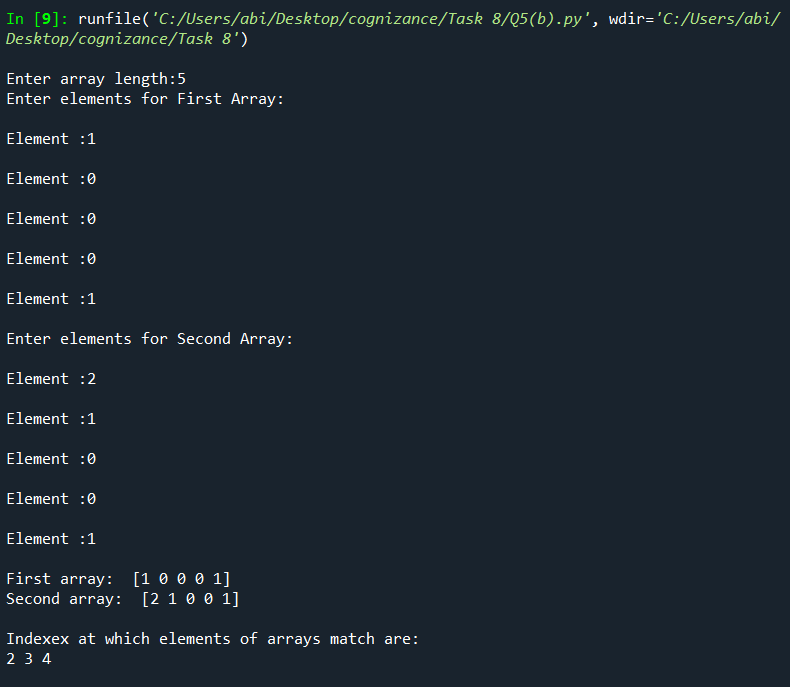 In [9]: runfile('C:/Users/abi/Desktop/cognizance/Task 8/Q5(b).py', wdir='C:/Users/abi/
Desktop/cognizance/Task 8')
Enter array length:5
Enter elements for First Array:
Element :1
Element :0
Element :0
Element :0
Element :1
Enter elements for Second Array:
Element :2
Element :1
Element :0
Element :0
Element :1
First array:  [1 0 0 0 1]
Second array:  [2 1 0 0 1]
Indexex at which elements of arrays match are:
2 3 4